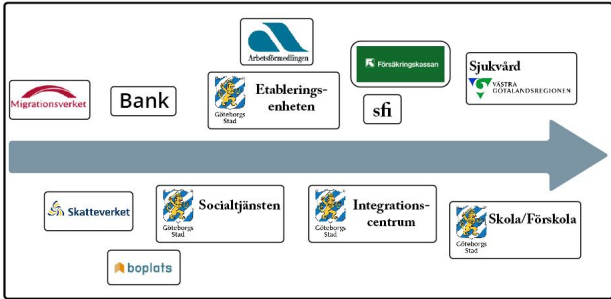 Migrationsverket
Bank
Arbetsförmedlingen
Göteborgs
Stad
Etablerings-
enheten
Försäkringskassan
sfi
Sjukvård
VÄSTRA
GÖTALANDSREGIONEN
Skatteverket
boplats
Göteborgs
Stad
Socialtjänsten
Göteborgs
Stad
Integrations-
centrum
Göteborgs
Stad
Skola/Förskola